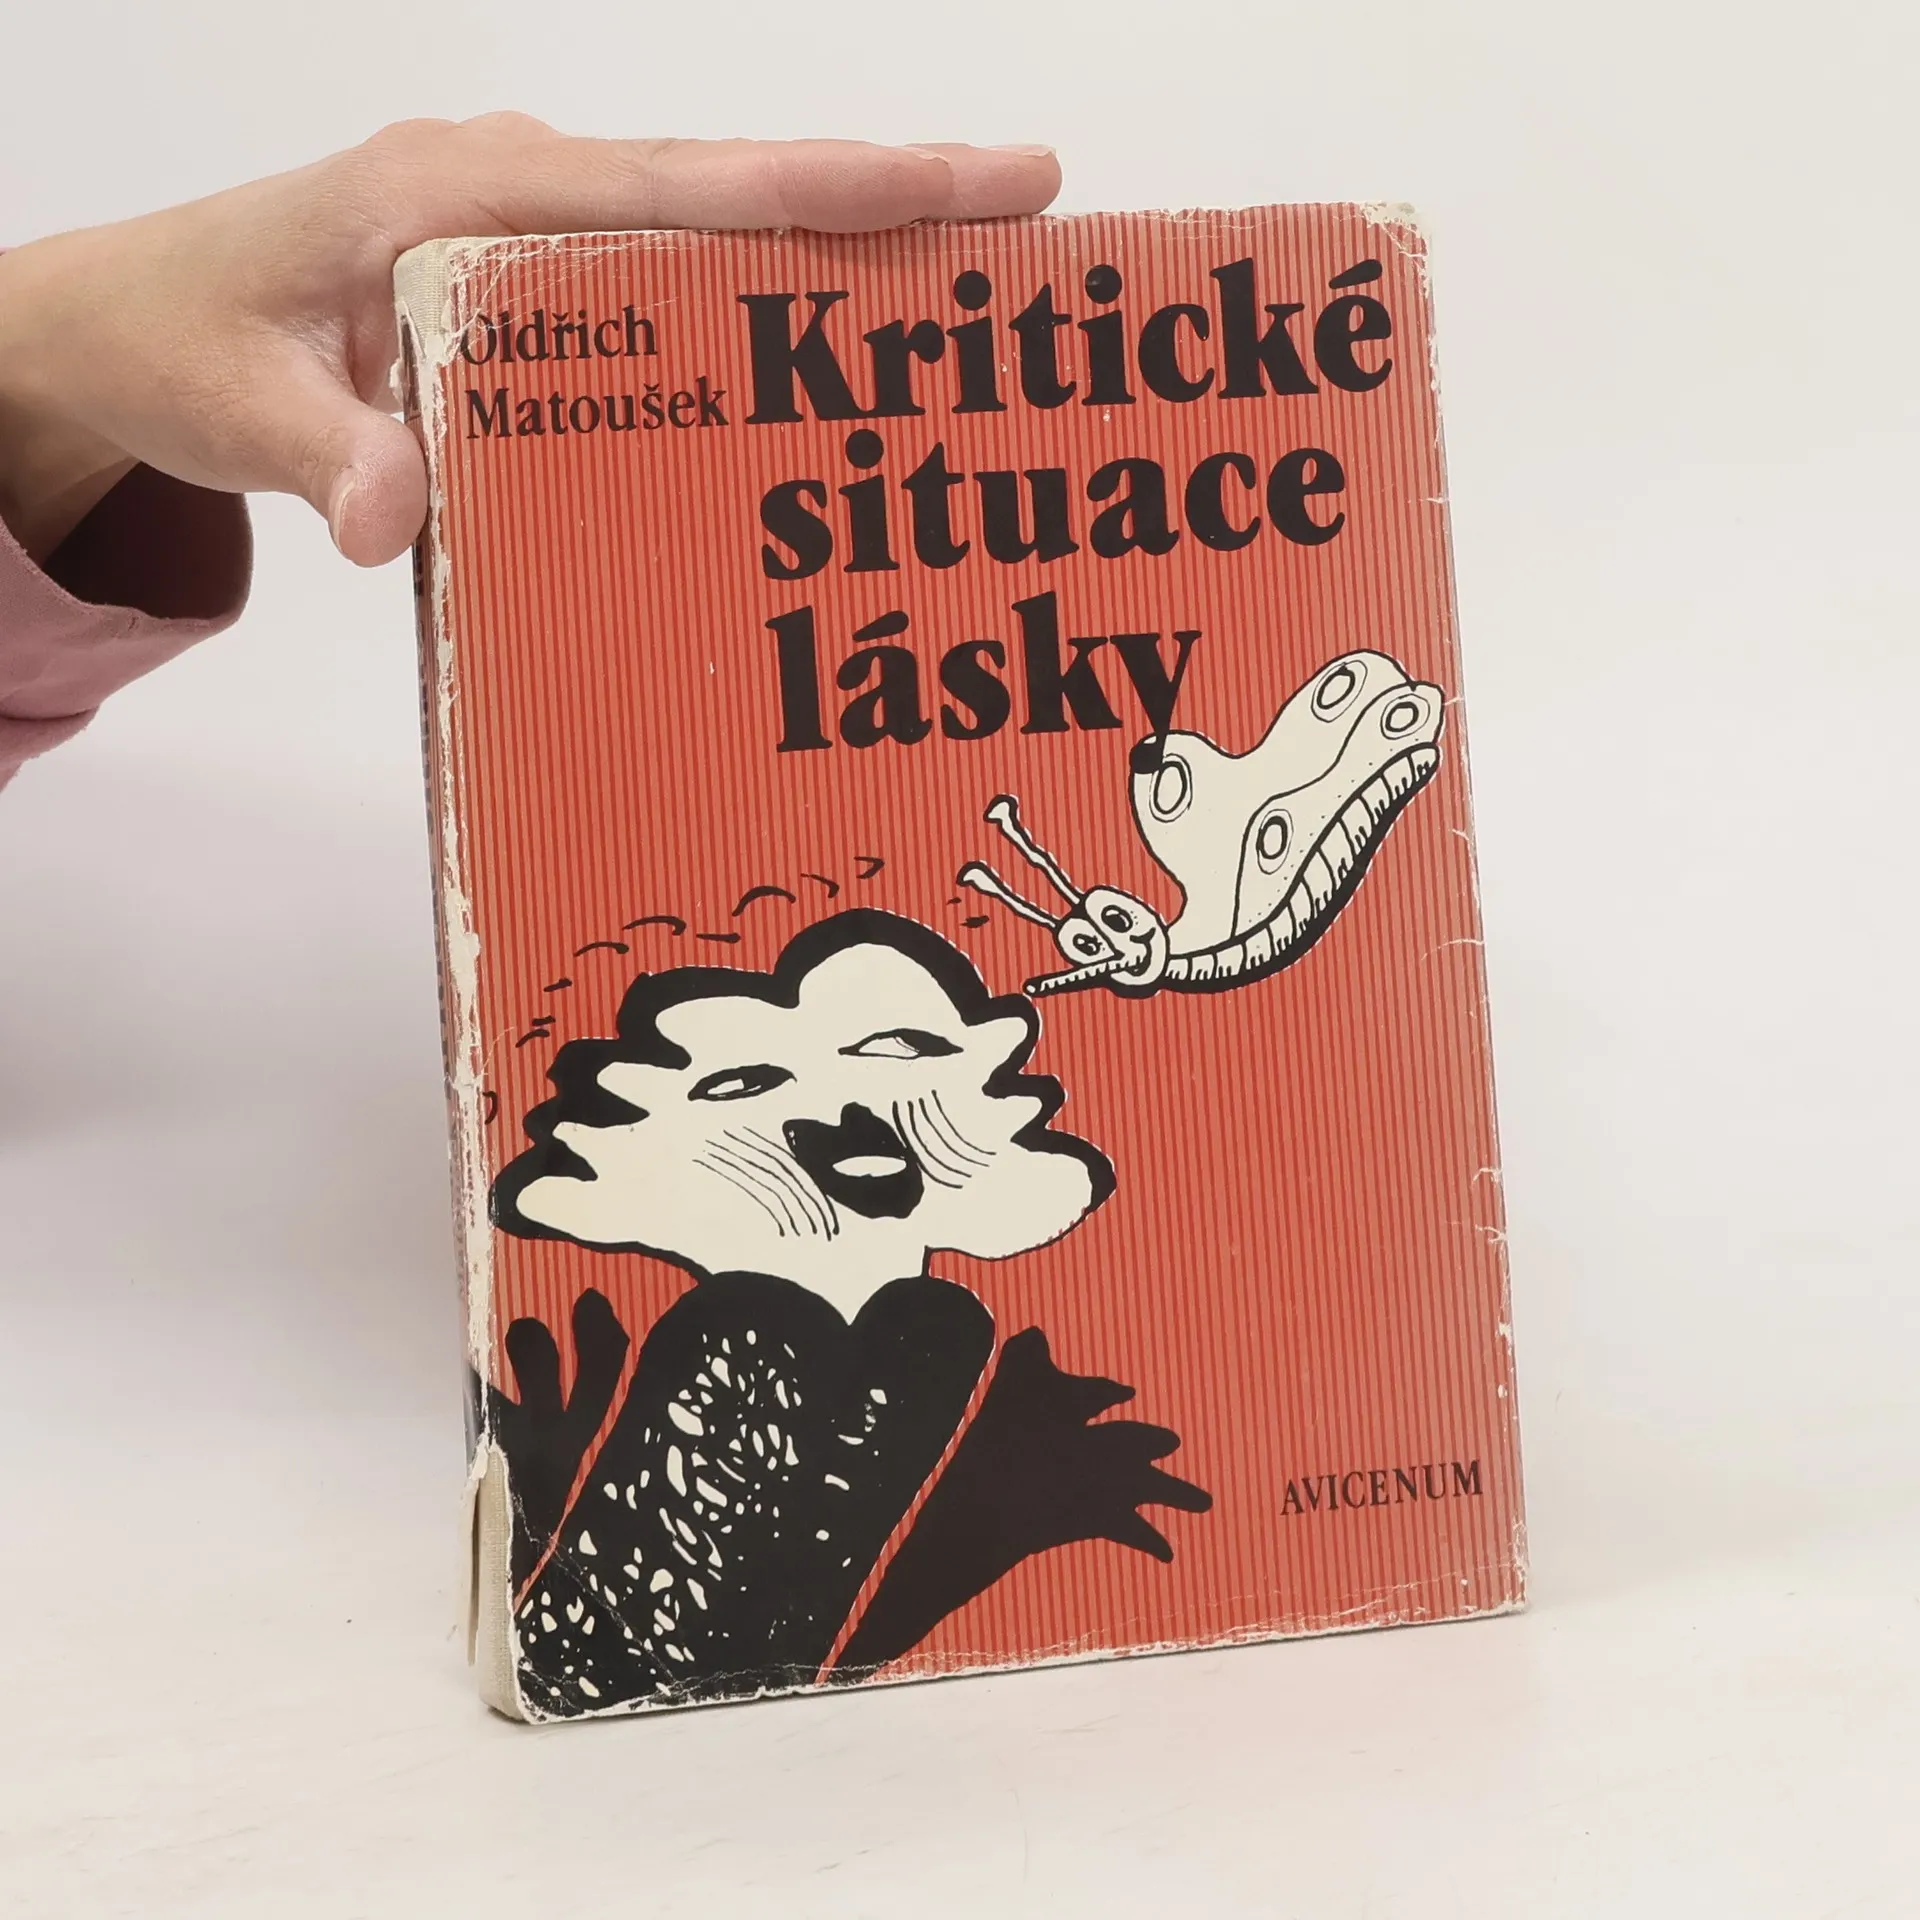 Oldřich
Matoušek
Kritické
situace
lásky
AVICENUM